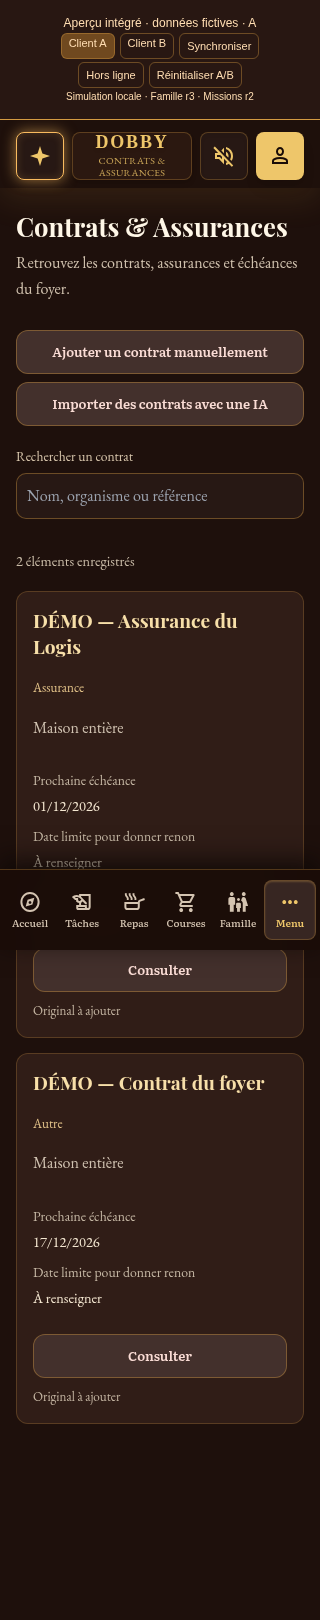 Aperçu intégré · données fictives · A
Client A
Client B
Synchroniser
Hors ligne
Réinitialiser A/B
Simulation locale · Famille r3 · Missions r2
DOBBY
CONTRATS &
ASSURANCES
Contrats & Assurances
Retrouvez les contrats, assurances et échéances
du foyer.
Ajouter un contrat manuellement
Importer des contrats avec une IA
Rechercher un contrat
Nom, organisme ou référence
2 éléments enregistrés
DÉMO — Assurance du
Logis
Assurance
Maison entière
Prochaine échéance
01/12/2026
Date limite pour donner renon
À renseigner
Accueil
Tâches
Repas
Courses
Famille
Menu
Consulter
Original à ajouter
DÉMO — Contrat du foyer
Autre
Maison entière
Prochaine échéance
17/12/2026
Date limite pour donner renon
À renseigner
Consulter
Original à ajouter